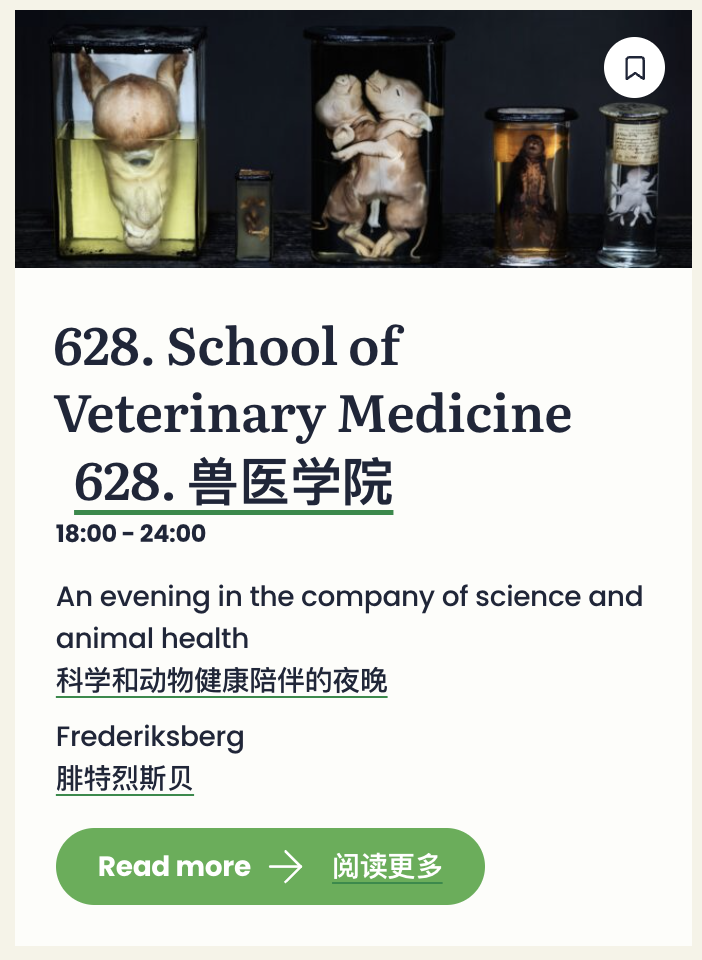 628. School of
Veterinary Medicine
628. 兽医学院
18:00 – 24:00
An evening in the company of science and
animal health
科学和动物健康陪伴的夜晚
Frederiksberg
腓特烈斯贝
Read more → 阅读更多